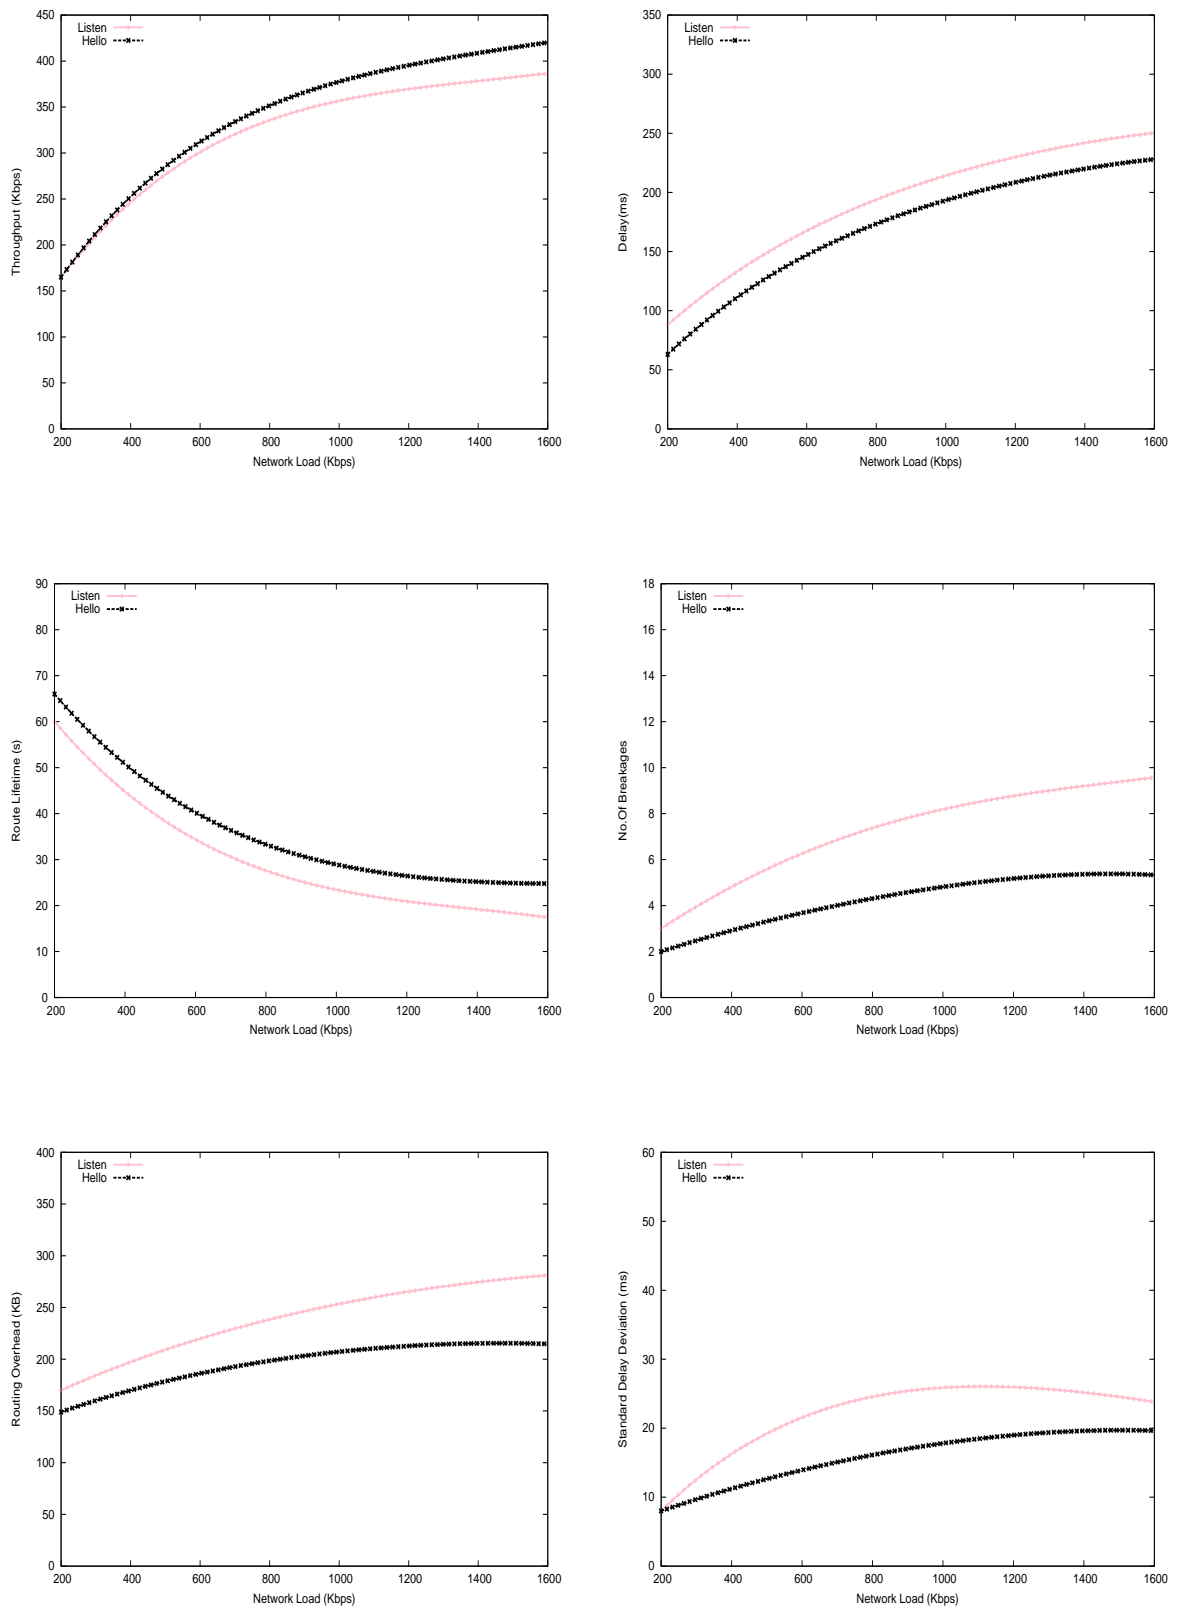 450
400
350
300
250
200
150
100
50
0
Throughput (Kbps)
Listen
Hello
200 400 600 800 1000 1200 1400 1600
Network Load (Kbps)
350
300
250
200
150
100
50
0
Delay(ms)
Listen
Hello
200 400 600 800 1000 1200 1400 1600
Network Load (Kbps)
90
80
70
60
50
40
30
20
10
0
Route Lifetime (s)
Listen
Hello
200 400 600 800 1000 1200 1400 1600
Network Load (Kbps)
18
16
14
12
10
8
6
4
2
0
No.Of Breakages
Listen
Hello
200 400 600 800 1000 1200 1400 1600
Network Load (Kbps)
400
350
300
250
200
150
100
50
0
Routing Overhead (KB)
Listen
Hello
200 400 600 800 1000 1200 1400 1600
Network Load (Kbps)
60
50
40
30
20
10
0
Standard Delay Deviation (ms)
Listen
Hello
200 400 600 800 1000 1200 1400 1600
Network Load (Kbps)